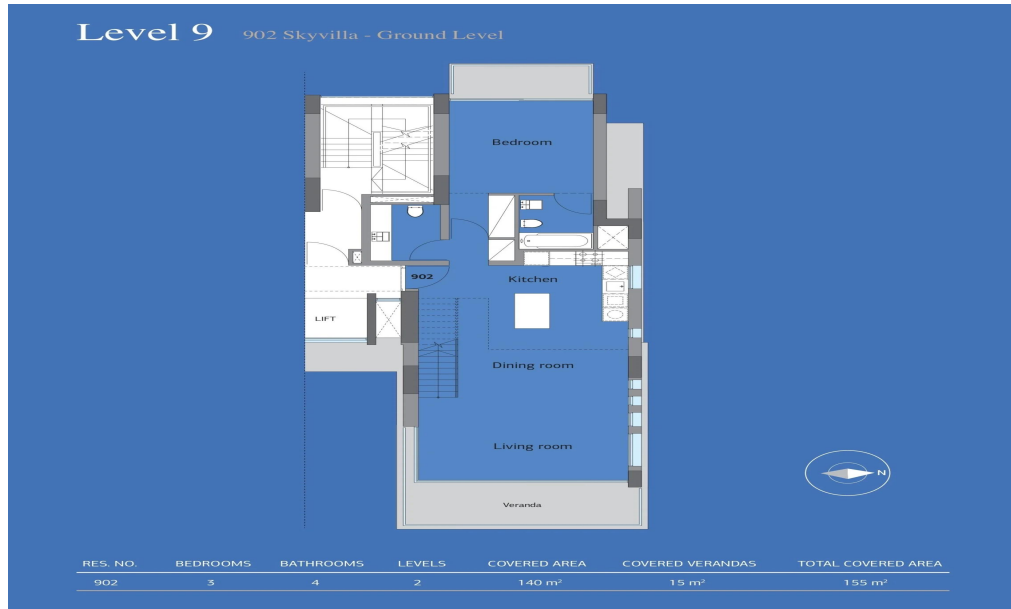 Level 9 902 Skyvilla - Ground Level
Bedroom
902
Kitchen
LIFT
Dining room
Living room
N
Veranda
RES. NO. BEDROOMS BATHROOMS LEVELS COVERED AREA COVERED VERANDAS TOTAL COVERED AREA
902 3 4 2 140 m² 15 m² 155 m²